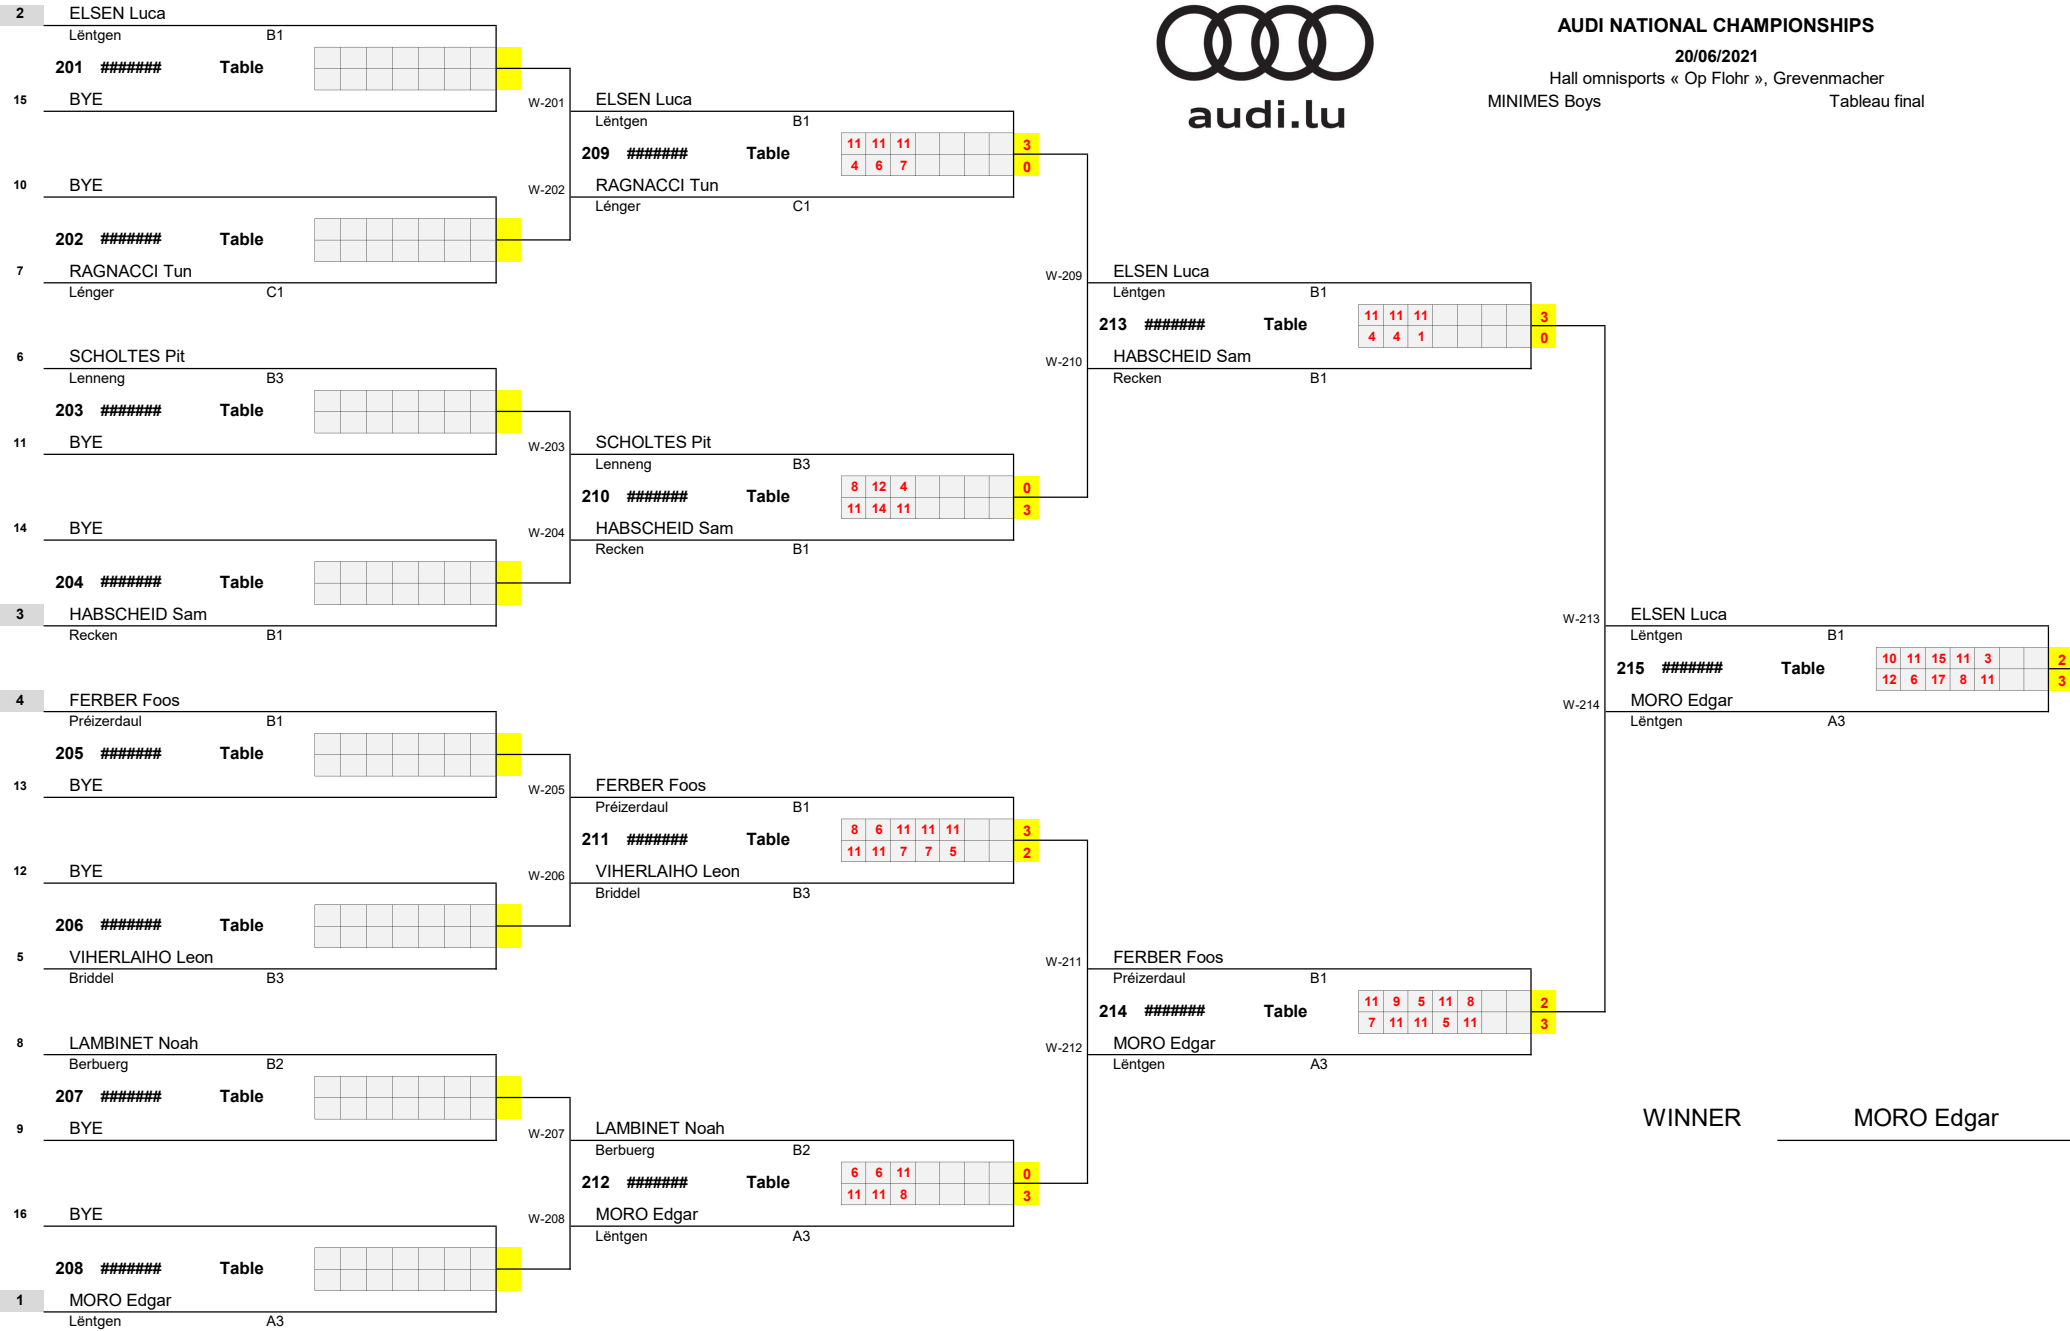 audi.lu
AUDI NATIONAL CHAMPIONSHIPS
20/06/2021
Hall omnisports « Op Flohr », Grevenmacher
MINIMES Boys Tableau final
2 ELSEN Luca
Lëntgen B1
201 ####### Table
15 BYE
10 BYE
202 ####### Table
7 RAGNACCI Tun
Lénger C1
6 SCHOLTES Pit
Lenneng B3
203 ####### Table
11 BYE
14 BYE
204 ####### Table
3 HABSCHEID Sam
Recken B1
4 FERBER Foos
Préizerdaul B1
205 ####### Table
13 BYE
12 BYE
206 ####### Table
5 VIHERLAIHO Leon
Briddel B3
8 LAMBINET Noah
Berbuerg B2
207 ####### Table
9 BYE
16 BYE
208 ####### Table
1 MORO Edgar
Lëntgen A3
W-201 ELSEN Luca
Lëntgen B1
11 11 11 3
209 ####### Table
4 6 7 0
W-202 RAGNACCI Tun
Lénger C1
W-203 SCHOLTES Pit
Lenneng B3
8 12 4 0
210 ####### Table
11 14 11 3
W-204 HABSCHEID Sam
Recken B1
W-205 FERBER Foos
Préizerdaul B1
8 6 11 11 11 3
211 ####### Table
11 11 7 7 5 2
W-206 VIHERLAIHO Leon
Briddel B3
W-207 LAMBINET Noah
Berbuerg B2
6 6 11 0
212 ####### Table
11 11 8 3
W-208 MORO Edgar
Lëntgen A3
W-209 ELSEN Luca
Lëntgen B1
11 11 11 3
213 ####### Table
4 4 1 0
W-210 HABSCHEID Sam
Recken B1
W-211 FERBER Foos
Préizerdaul B1
11 9 5 11 8 2
214 ####### Table
7 11 11 5 11 3
W-212 MORO Edgar
Lëntgen A3
W-213 ELSEN Luca
Lëntgen B1
10 11 15 11 3 2
215 ####### Table
12 6 17 8 11 3
W-214 MORO Edgar
Lëntgen A3
WINNER MORO Edgar